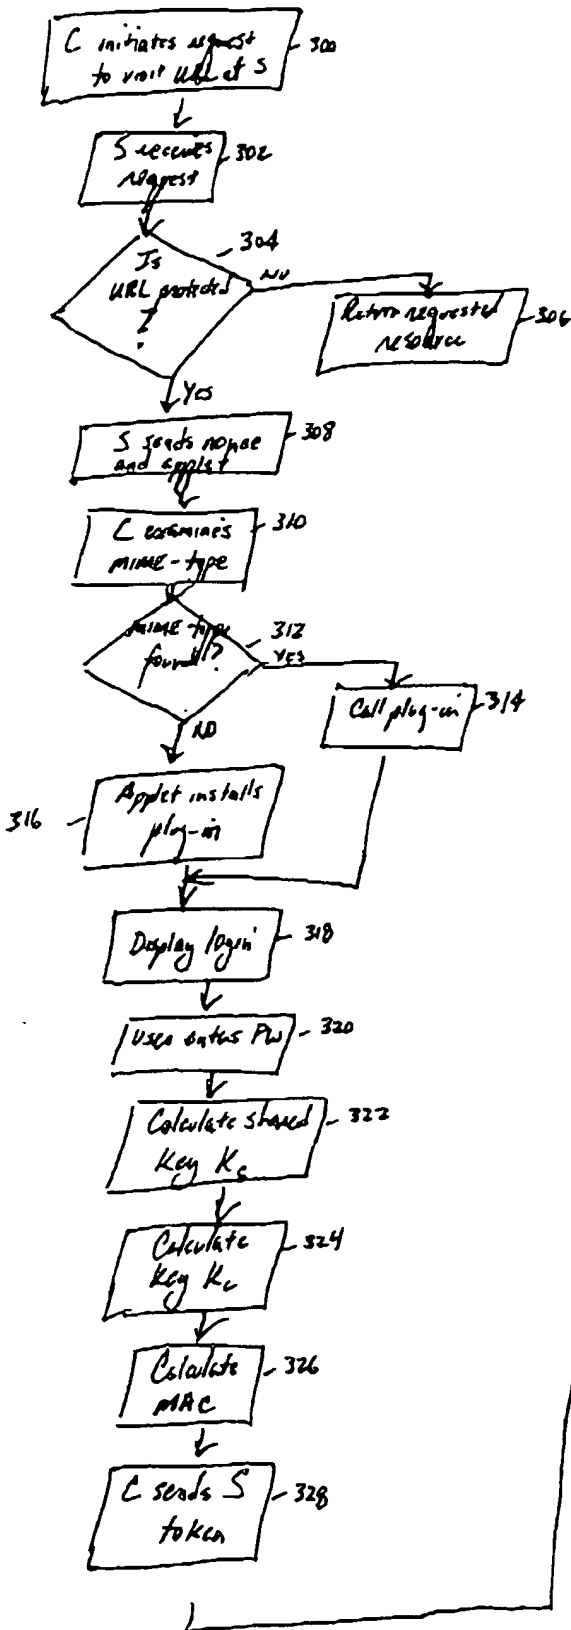 C initiates request
to visit URL at S
300
S receives
request
302
304
Is
URL protected
?
NO
Return requested
resource
306
YES
S sends nonce
and applet
308
C examines
MIME-type
310
312
MIME-type
found?
YES
Call plug-in
314
NO
316
Applet installs
plug-in
Display login
318
User enters PW
320
Calculate shared
Key Ks
322
Calculate
Key Kc
324
Calculate
MAC
326
C sends S
token
328